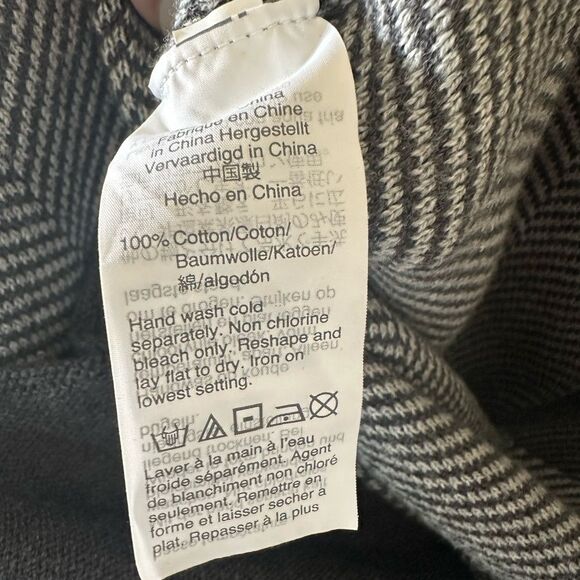 China
Fabriqué en Chine
in China Hergestellt
Vervaardigd in China
中国製
Hecho en China
100% Cotton/Coton/
Baumwolle/Katoen/
綿/algodón
Hand wash cold
separately. Non chlorine
bleach only. Reshape and
lay flat to dry. Iron on
lowest setting.
Laver à la main à l'eau
froide séparément. Agent
de blanchiment non chloré
seulement. Remettre en
forme et laisser sécher à
plat. Repasser à la plus